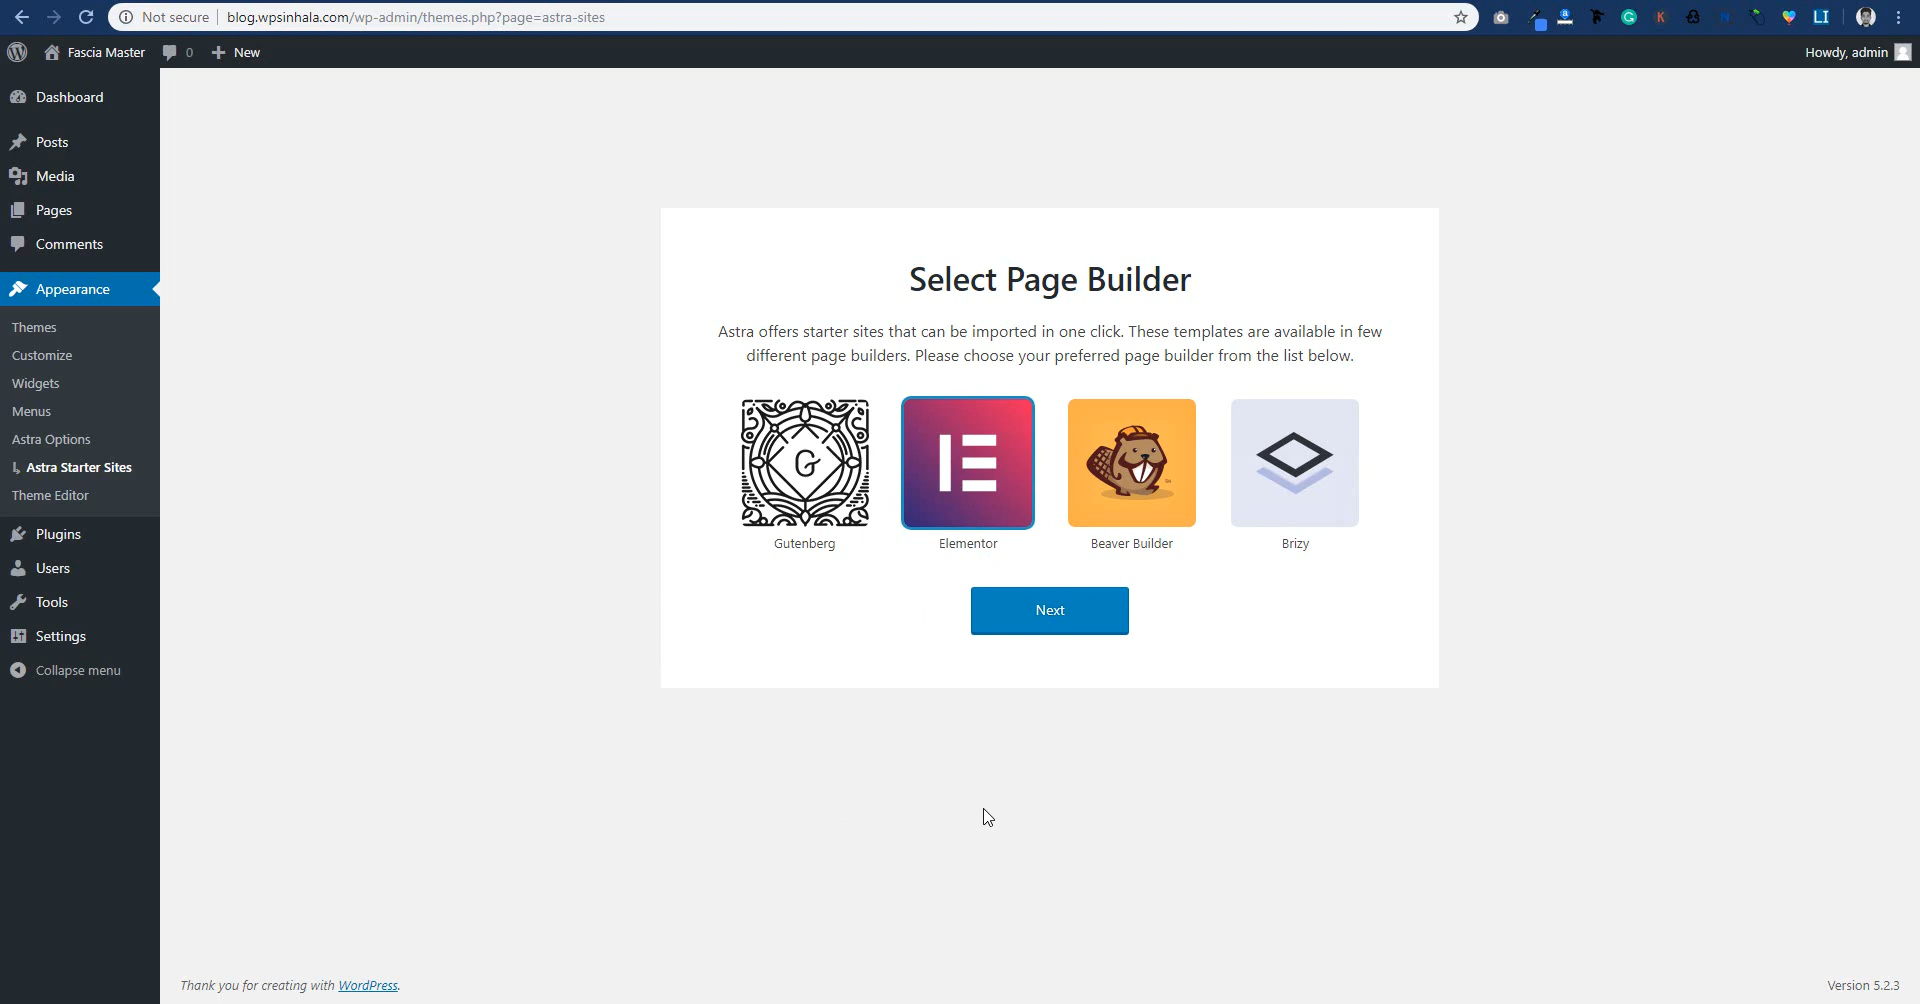 Not secure blog.wpsinhala.com/wp-admin/themes.php?page=astra-sites
Fascia Master 0 New Howdy, admin
Dashboard
Posts
Media
Pages
Comments
Appearance
Themes
Customize
Widgets
Menus
Astra Options
Astra Starter Sites
Theme Editor
Plugins
Users
Tools
Settings
Collapse menu
Select Page Builder
Astra offers starter sites that can be imported in one click. These templates are available in few
different page builders. Please choose your preferred page builder from the list below.
G
Gutenberg Elementor Beaver Builder Brizy
Next
Thank you for creating with WordPress.
Version 5.2.3